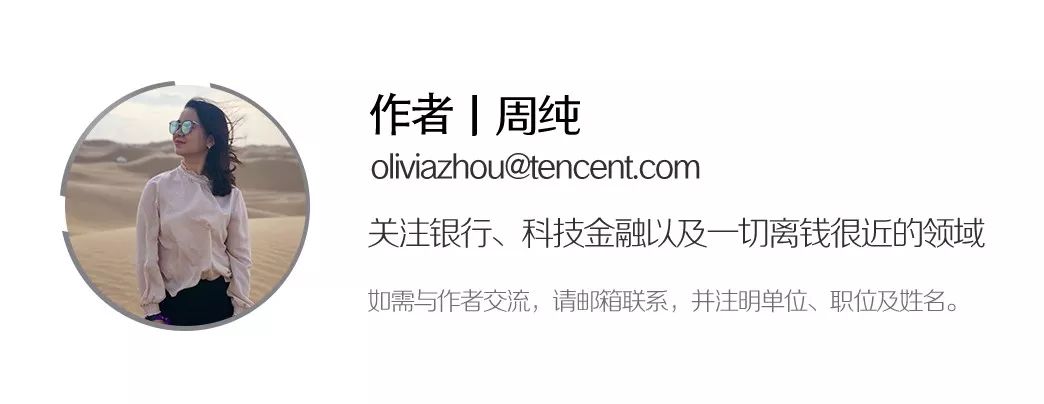 作者 | 周纯
oliviazhou@tencent.com
关注银行、科技金融以及一切离钱很近的领域
如需与作者交流，请邮箱联系，并注明单位、职位及姓名。